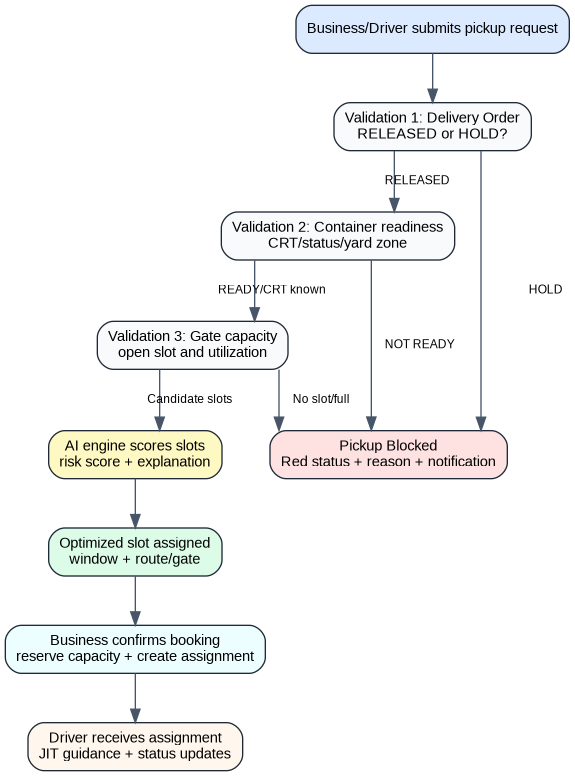 Business/Driver submits pickup request
Validation 1: Delivery Order
RELEASED or HOLD?
RELEASED
Validation 2: Container readiness
CRT/status/yard zone
READY/CRT known
HOLD
Validation 3: Gate capacity
open slot and utilization
NOT READY
Candidate slots
No slot/full
AI engine scores slots
risk score + explanation
Pickup Blocked
Red status + reason + notification
Optimized slot assigned
window + route/gate
Business confirms booking
reserve capacity + create assignment
Driver receives assignment
JIT guidance + status updates